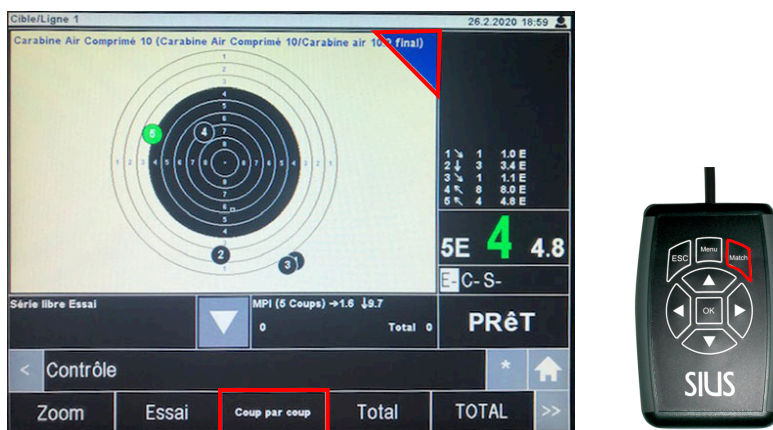 Cible/Ligne 1
26.2.2020 18:59
Carabine Air Comprimé 10 (Carabine Air Comprimé 10/Carabine air 10.9 final)
1 1 1.0 E
2 3 3.4 E
3 1 1.1 E
4 8 8.0 E
5 4 4.8 E
5E 4 4.8
E- C- S-
Série libre Essai
MPI (5 Coups) →1.6 ↓9.7
0 Total 0
PRêT
< Contrôle *
Zoom Essai Coup par coup Total TOTAL >>
ESC Menu Match
OK
SIUS